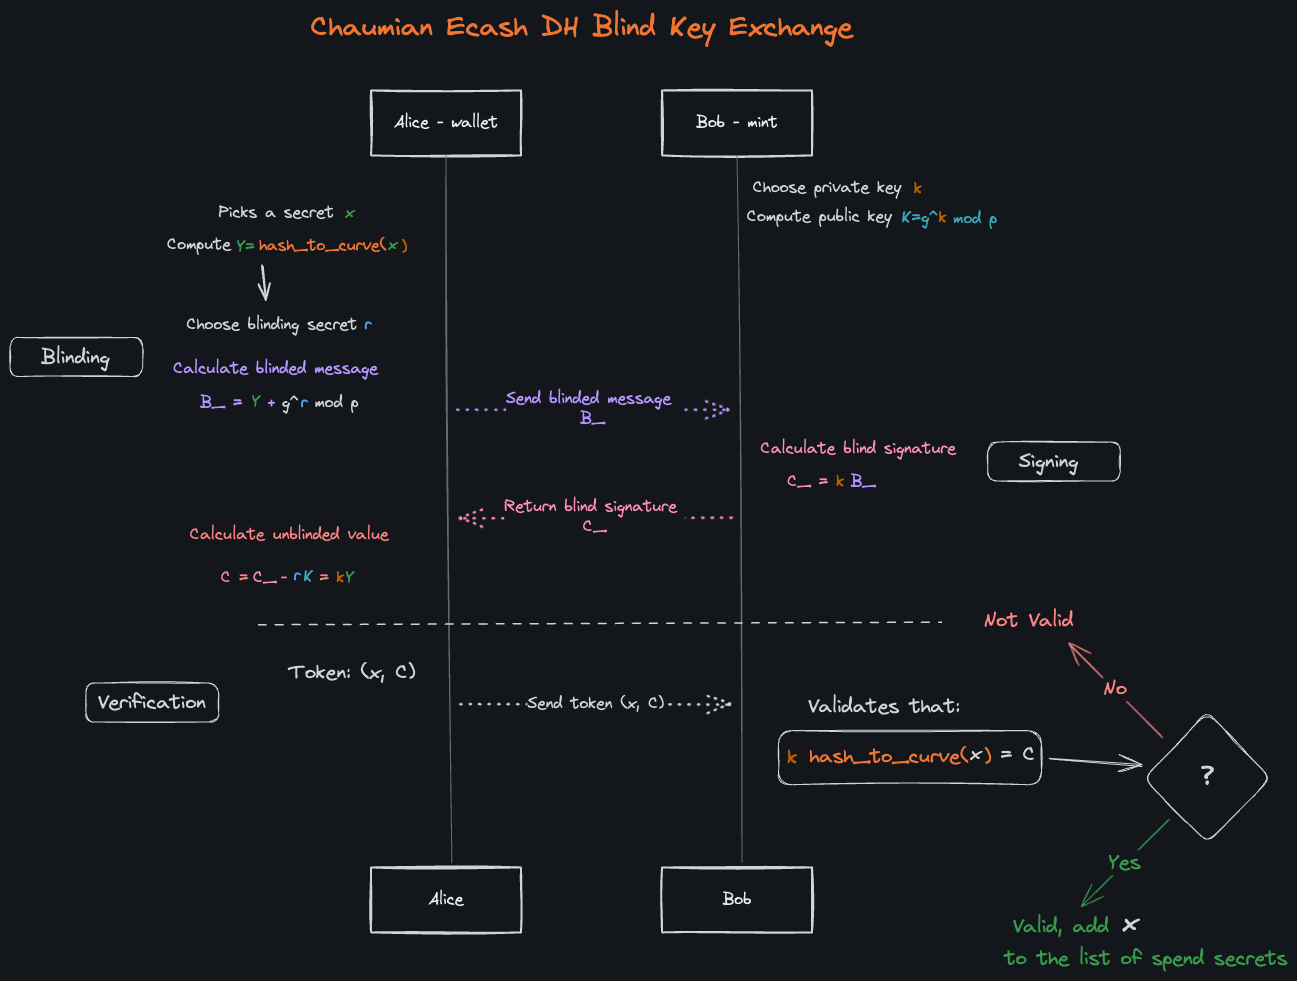 Chaumian Ecash DH Blind Key Exchange
Alice - wallet
Bob - mint
Choose private key k
Compute public key K=g^k mod p
Picks a secret x
Compute Y=hash_to_curve(x)
Choose blinding secret r
Blinding
Calculate blinded message
B_ = Y + g^r mod p
Send blinded message
B_
Calculate blind signature
C_ = k B_
Signing
Return blind signature
C_
Calculate unblinded value
C = C_ - rK = kY
Not Valid
Token: (x, C)
No
Verification
Send token (x, C)
Validates that:
k hash_to_curve(x) = C
?
Yes
Alice
Bob
Valid, add x
to the list of spend secrets